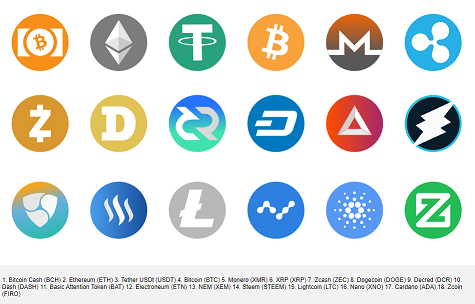 1. Bitcoin Cash (BCH) 2. Ethereum (ETH) 3. Tether USDt (USDT) 4. Bitcoin (BTC) 5. Monero (XMR) 6. XRP (XRP) 7. Zcash (ZEC) 8. Dogecoin (DOGE) 9. Decred (DCR) 10.
Dash (DASH) 11. Basic Attention Token (BAT) 12. Electroneum (ETN) 13. NEM (XEM) 14. Steem (STEEM) 15. Lightcoin (LTC) 16. Nano (XNO) 17. Cardano (ADA) 18. Zcoin
(FIRO)